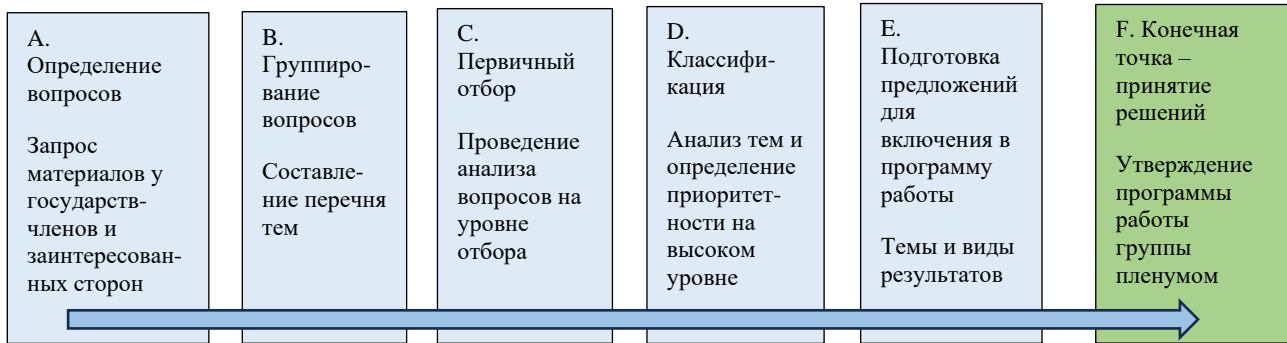 A.
Определение
вопросов
Запрос
материалов у
государств-
членов и
заинтересован-
ных сторон
B.
Группиро-
вание
вопросов
Составле-
ние перечня
тем
C.
Первичный
отбор
Проведение
анализа
вопросов на
уровне
отбора
D.
Классифи-
кация
Анализ тем и
определение
приоритет-
ности на
высоком
уровне
E.
Подготовка
предложений
для
включения в
программу
работы
Темы и виды
результатов
F. Конечная
точка –
принятие
решений
Утверждение
программы
работы
группы
пленумом